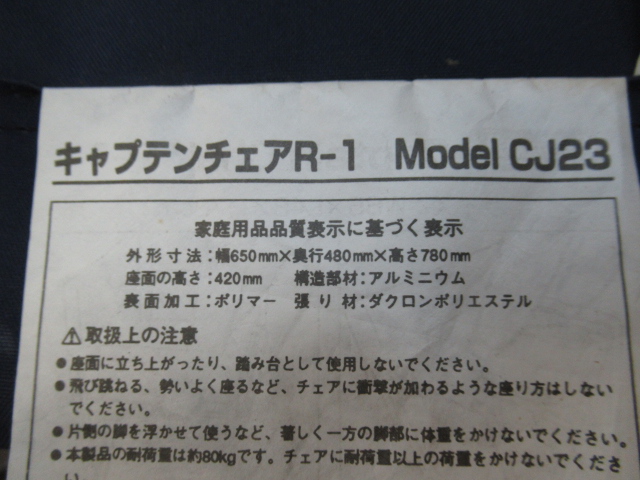 キャプテンチェアR-1 Model CJ23
家庭用品品質表示に基づく表示
外形寸法:幅650mm×奥行480mm×高さ780mm
座面の高さ:420mm 構造部材:アルミニウム
表面加工:ポリマー 張り材:ダクロンポリエステル
⚠取扱上の注意
●座面に立ち上がったり、踏み台として使用しないでください。
●飛び跳ねる、勢いよく座るなど、チェアに衝撃が加わるような座り方はしない
でください。
●片側の脚を浮かせて使うなど、著しく一方の脚部に体重をかけないでください。
●本製品の耐荷重は約80kgです。チェアに耐荷重以上の荷重をかけないでくださ
い。